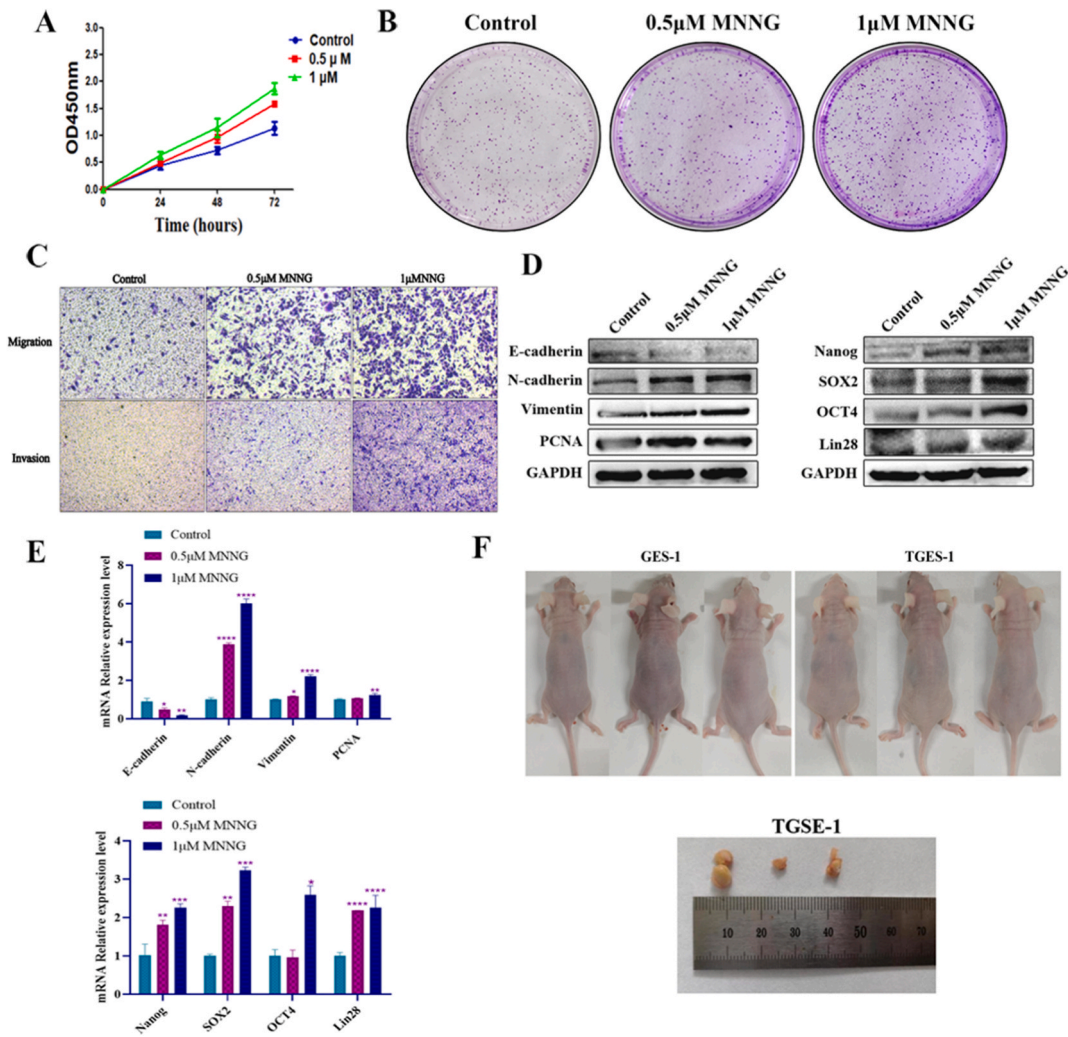 A
OD450nm
3.0
2.5
2.0
1.5
1.0
0.5
0.0
0 24 48 72
Time (hours)
Control
0.5 µ M
1 µM
B
Control 0.5µM MNNG 1µM MNNG
C
Control 0.5µM MNNG 1µMNNG
Migration
Invasion
D
Control 0.5µM MNNG 1µM MNNG
E-cadherin
N-cadherin
Vimentin
PCNA
GAPDH
Control 0.5µM MNNG 1µM MNNG
Nanog
SOX2
OCT4
Lin28
GAPDH
E
Control
0.5µM MNNG
1µM MNNG
mRNA Relative expression level
8
6
4
2
0
* ** **** **** * **** **
E-cadherin N-cadherin Vimentin PCNA
Control
0.5µM MNNG
1µM MNNG
mRNA Relative expression level
4
3
2
1
0
** *** ** *** * **** ****
Nanog SOX2 OCT4 Lin28
F
GES-1 TGES-1
TGSE-1
10 20 30 40 50 60 70